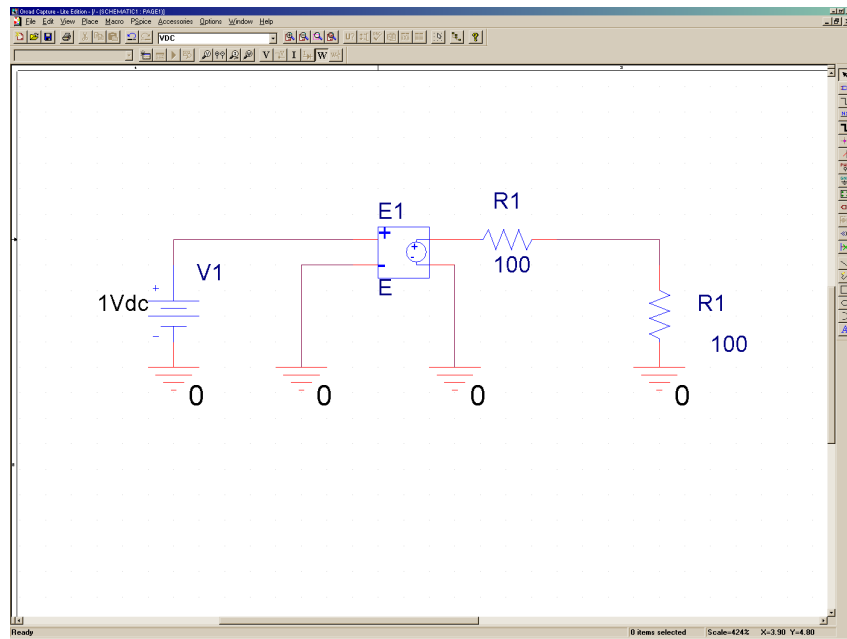 Orcad Capture - Lite Edition - [/ - (SCHEMATIC1 : PAGE1)]
File Edit View Place Macro PSpice Accessories Options Window Help
VDC
V I W
E1
R1
E
100
V1
1Vdc
R1
100
0 0 0 0
Ready
0 items selected Scale=424% X=3.90 Y=4.80